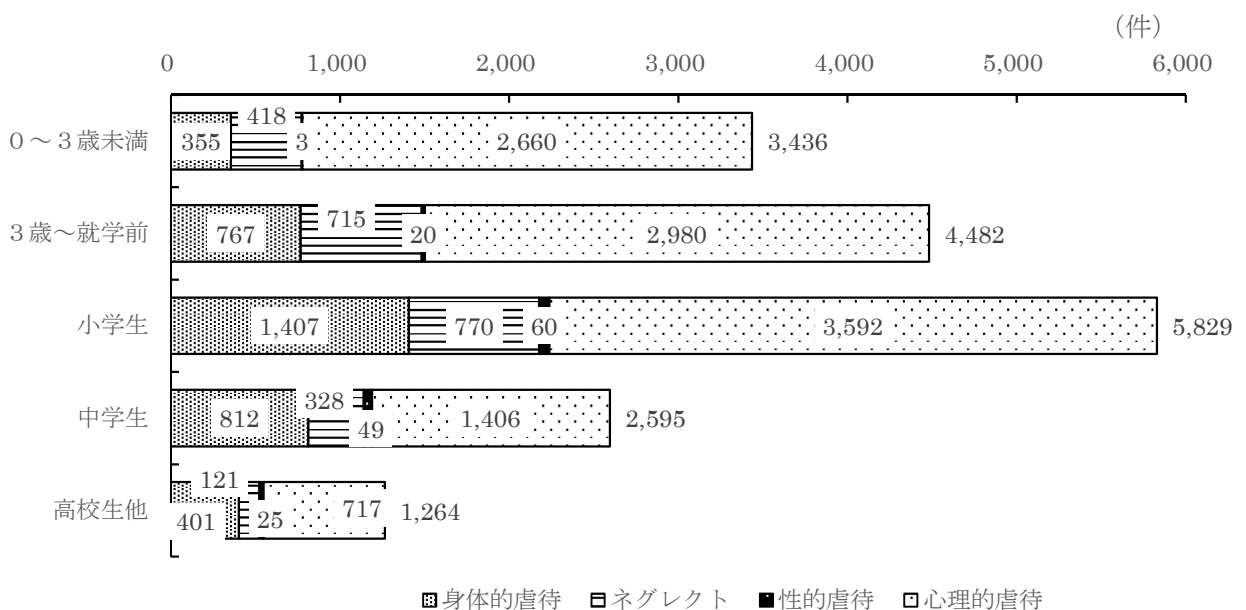 （件）
0 1,000 2,000 3,000 4,000 5,000 6,000
０～３歳未満 355 418 3 2,660 3,436
３歳～就学前 767 715 20 2,980 4,482
小学生 1,407 770 60 3,592 5,829
中学生 812 328 49 1,406 2,595
高校生他 401 121 25 717 1,264
身体的虐待 ネグレクト 性的虐待 心理的虐待